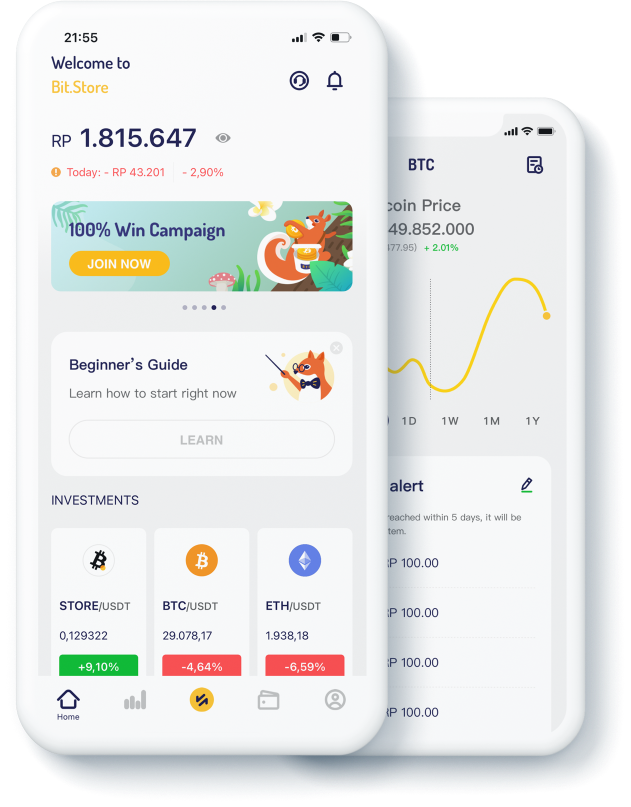 21:55
Welcome to
Bit.Store
RP 1.815.647
Today: - RP 43.201 - 2,90%
100% Win Campaign
JOIN NOW
Beginner's Guide
Learn how to start right now
LEARN
INVESTMENTS
STORE/USDT BTC/USDT ETH/USDT
0,129322 29.078,17 1.938,18
+9,10% -4,64% -6,59%
Home
BTC
coin Price
49.852.000
477.95) + 2.01%
1D 1W 1M 1Y
alert
reached within 5 days, it will be
tem.
RP 100.00
RP 100.00
RP 100.00
RP 100.00